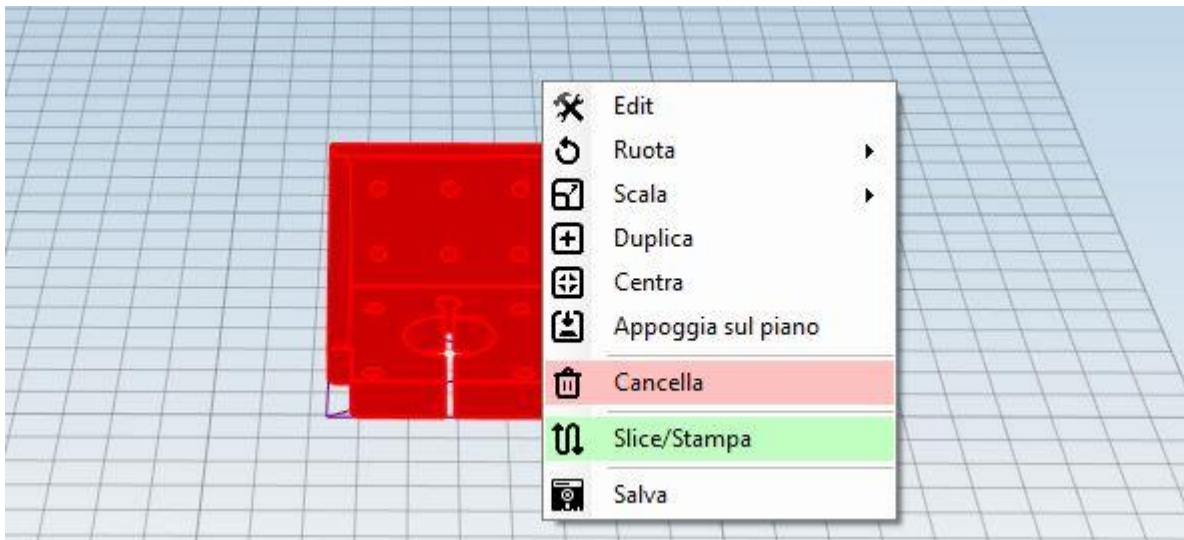 Edit
Ruota
Scala
Duplica
Centra
Appoggia sul piano
Cancella
Slice/Stampa
Salva